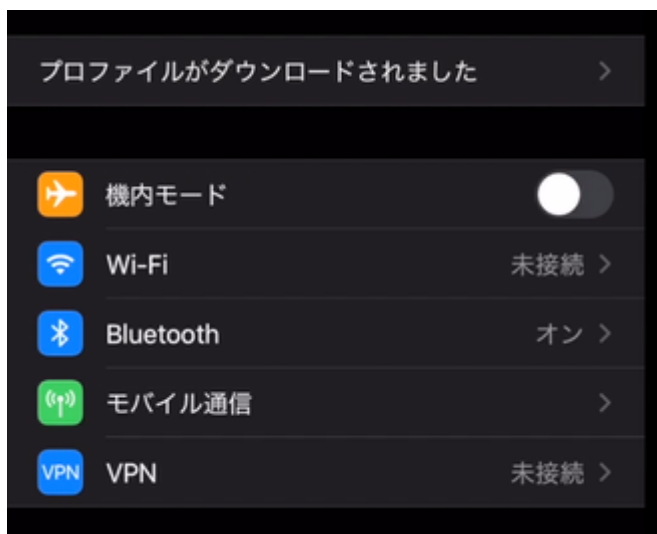 プロファイルがダウンロードされました
機内モード
Wi-Fi 未接続
Bluetooth オン
モバイル通信
VPN VPN 未接続